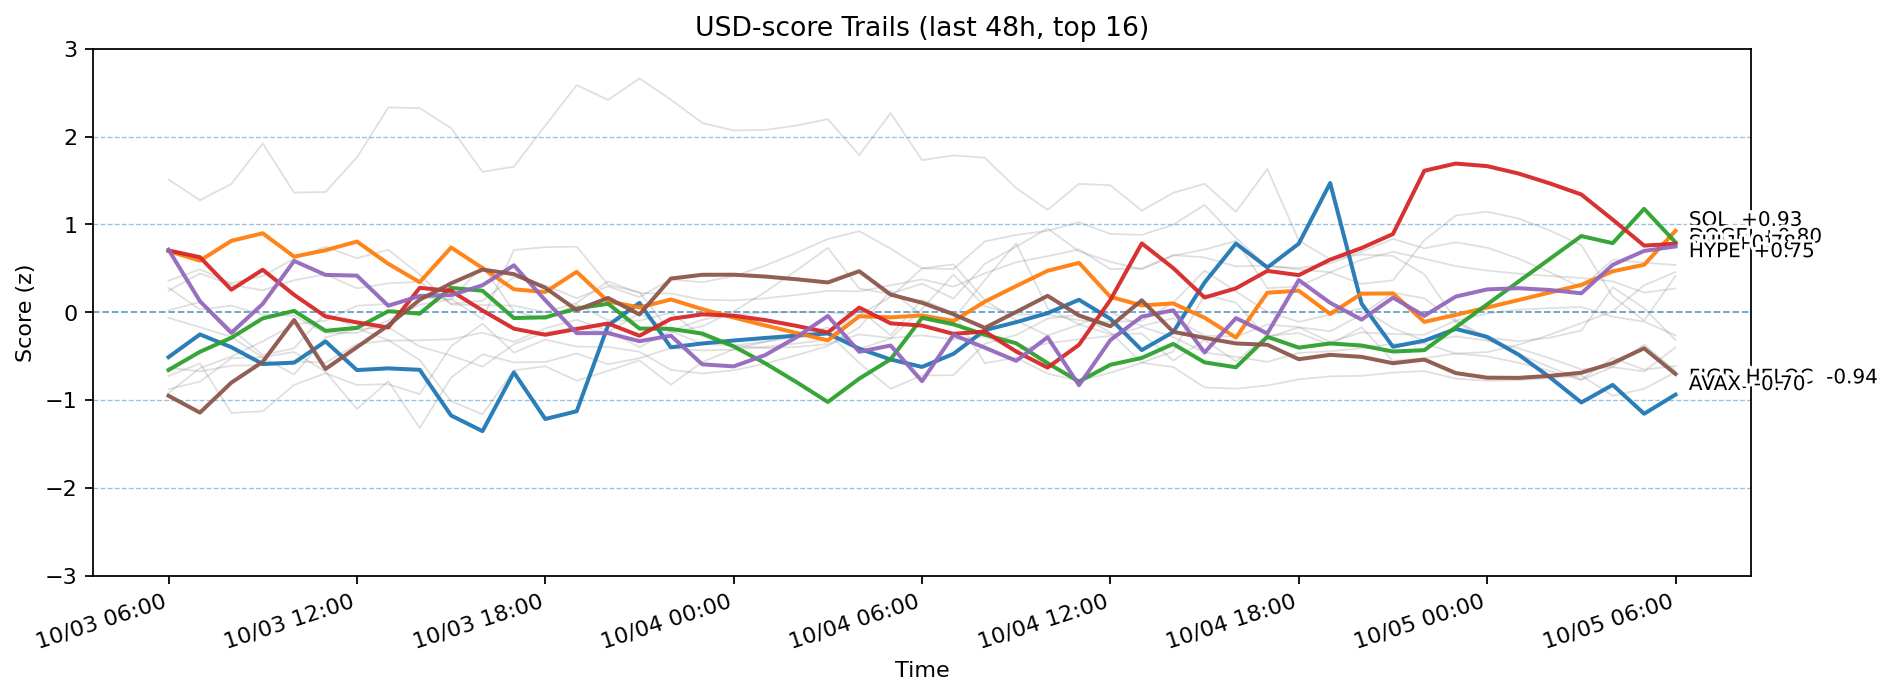 USD-score Trails (last 48h, top 16)
3
2
1
0
−1
−2
−3
Score (z)
SOL +0.93
HYPE +0.75
-0.94
AVAX -0.70
10/03 06:00
10/03 12:00
10/03 18:00
10/04 00:00
10/04 06:00
10/04 12:00
10/04 18:00
10/05 00:00
10/05 06:00
Time